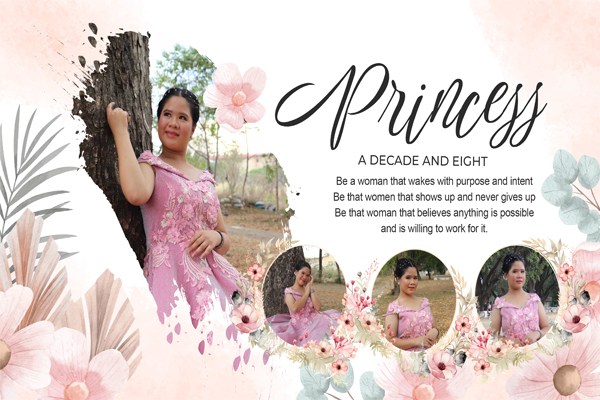 Princess
A DECADE AND EIGHT
Be a woman that wakes with purpose and intent
Be that women that shows up and never gives up
Be that woman that believes anything is possible
and is willing to work for it.